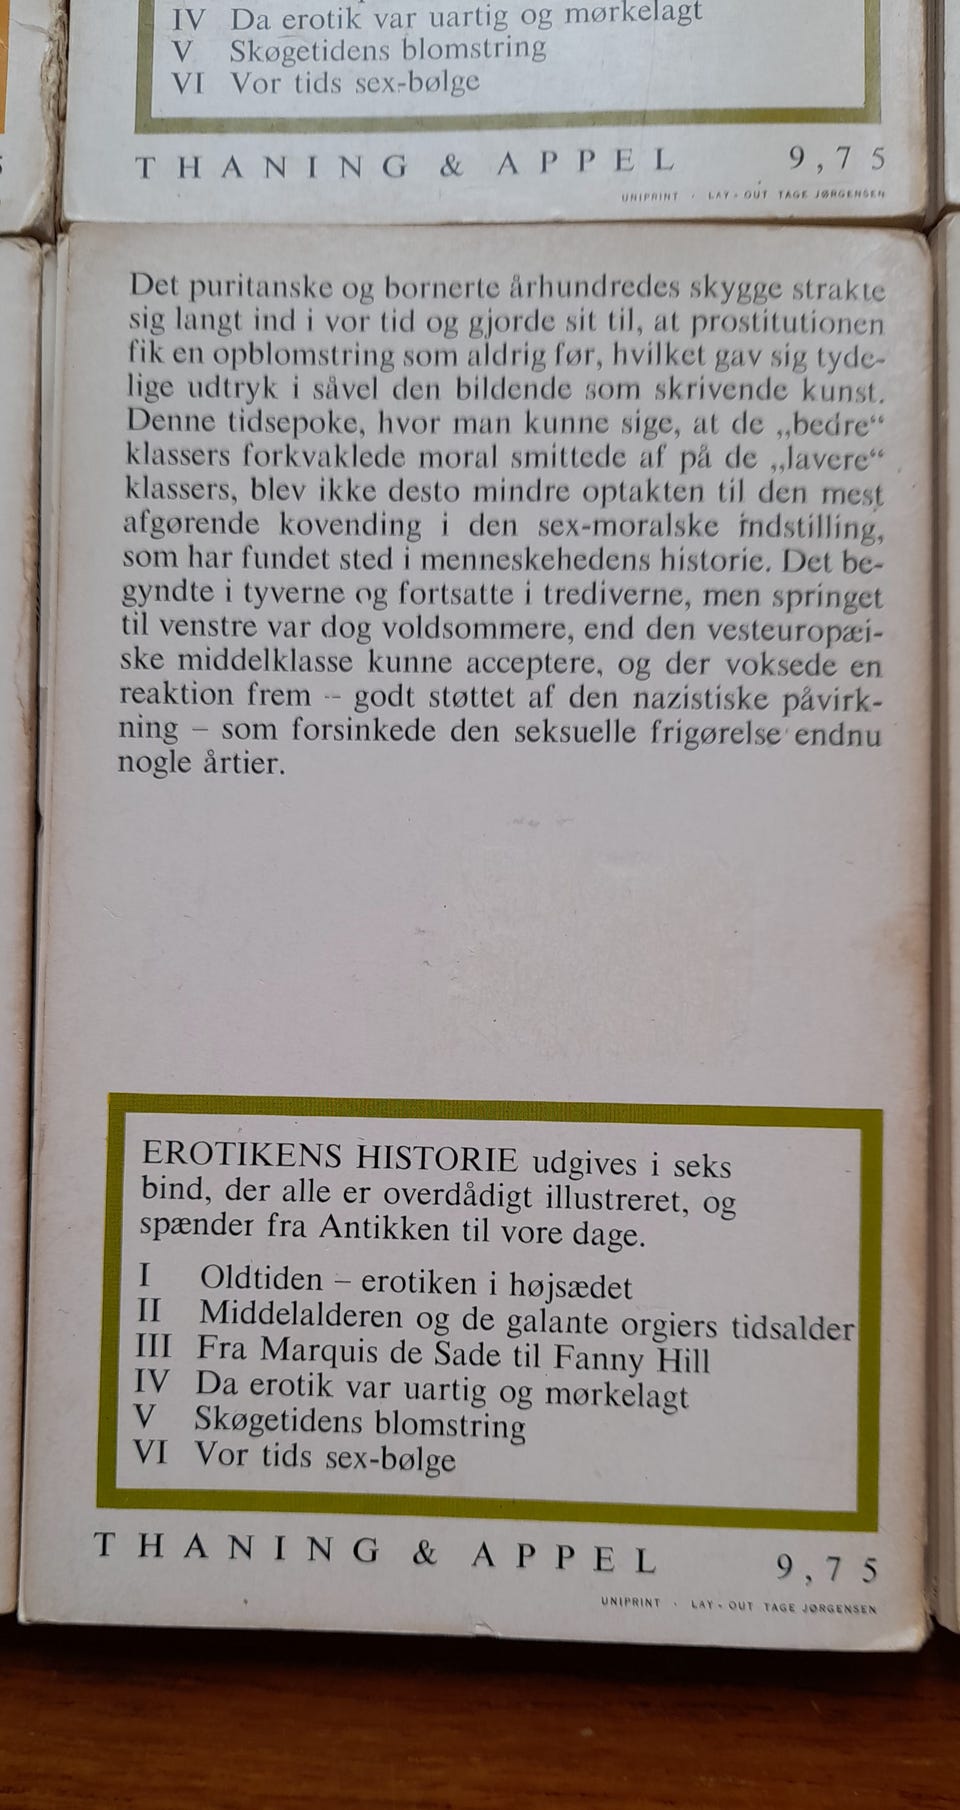 IV Da erotik var uartig og mørkelagt
V Skøgetidens blomstring
VI Vor tids sex-bølge
THANING & APPEL 9,75
UNIPRINT · LAY-OUT TAGE JØRGENSEN
Det puritanske og bornerte århundredes skygge strakte
sig langt ind i vor tid og gjorde sit til, at prostitutionen
fik en opblomstring som aldrig før, hvilket gav sig tyde-
lige udtryk i såvel den bildende som skrivende kunst.
Denne tidsepoke, hvor man kunne sige, at de „bedre“
klassers forkvaklede moral smittede af på de „lavere“
klassers, blev ikke desto mindre optakten til den mest
afgørende kovending i den sex-moralske indstilling,
som har fundet sted i menneskehedens historie. Det be-
gyndte i tyverne og fortsatte i trediverne, men springet
til venstre var dog voldsommere, end den vesteuropæi-
ske middelklasse kunne acceptere, og der voksede en
reaktion frem – godt støttet af den nazistiske påvirk-
ning – som forsinkede den seksuelle frigørelse endnu
nogle årtier.
EROTIKENS HISTORIE udgives i seks
bind, der alle er overdådigt illustreret, og
spænder fra Antikken til vore dage.
I Oldtiden – erotiken i højsædet
II Middelalderen og de galante orgiers tidsalder
III Fra Marquis de Sade til Fanny Hill
IV Da erotik var uartig og mørkelagt
V Skøgetidens blomstring
VI Vor tids sex-bølge
THANING & APPEL 9,75
UNIPRINT · LAY-OUT TAGE JØRGENSEN